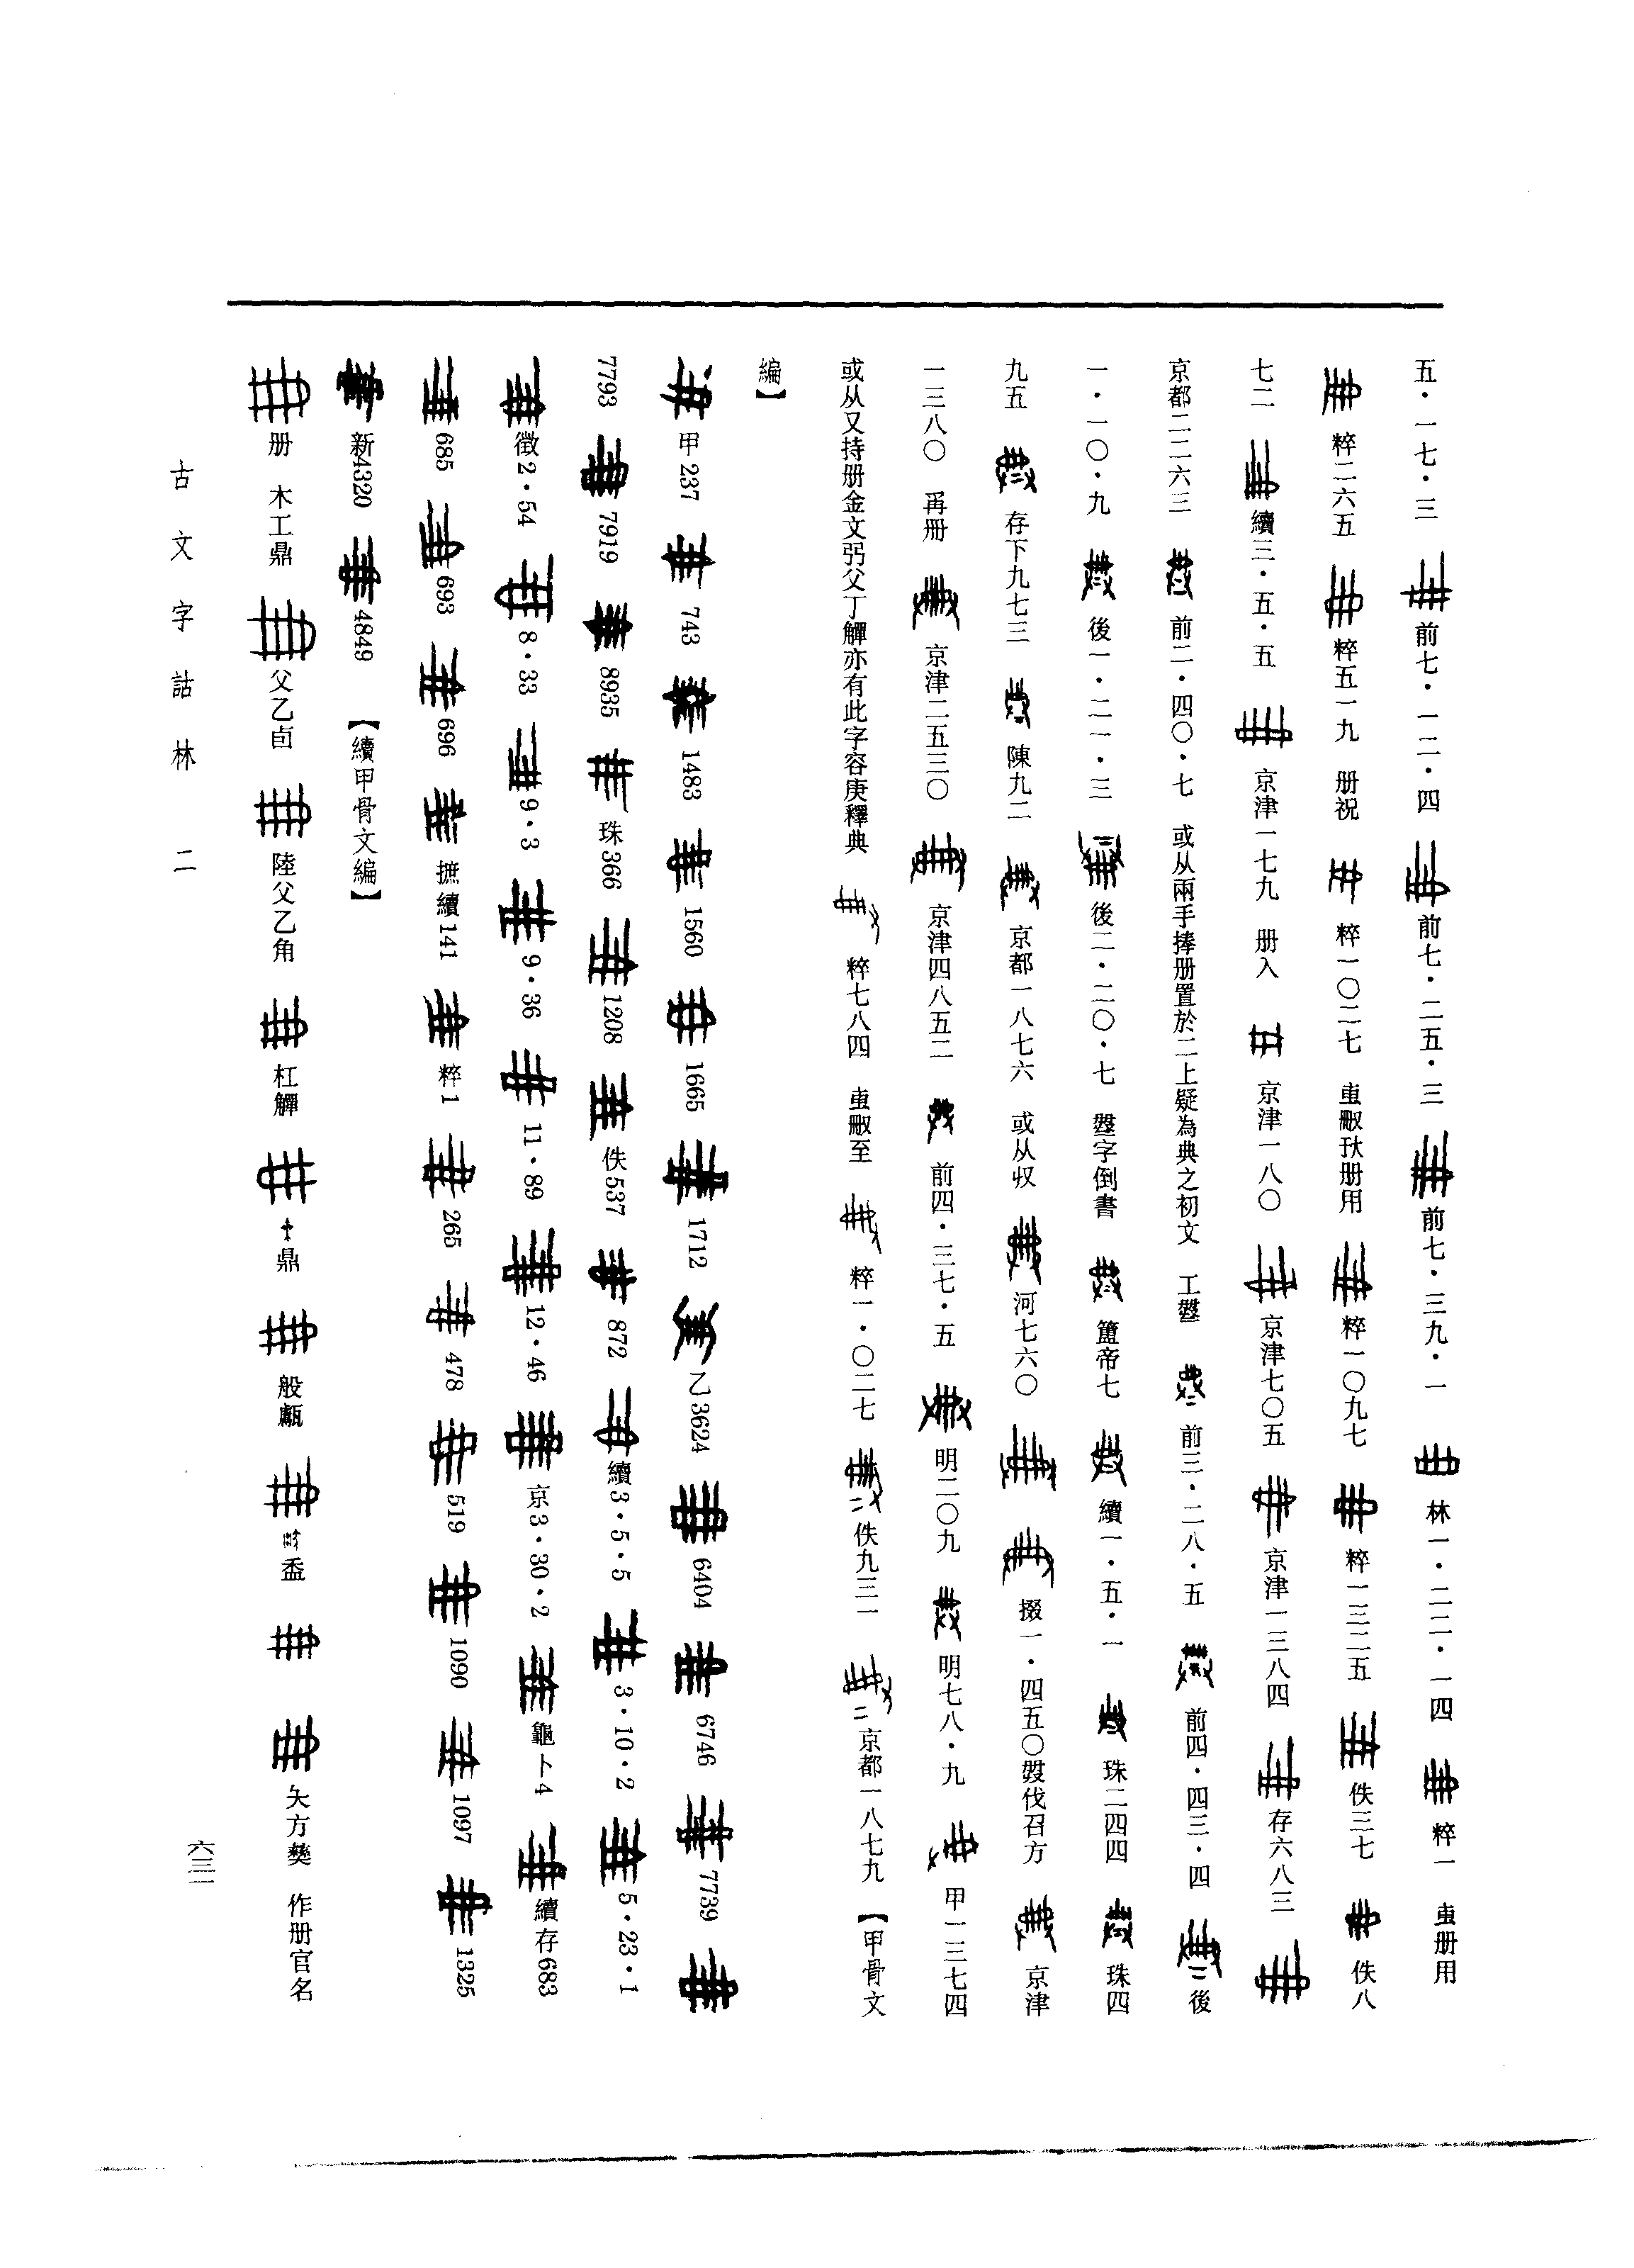 五·一七·三 前七·一二·四 前七·二五·三 前七·三九·一 林一·二二·一四 粹一 叀册用
粹二六五 粹五一九 册祝 粹一〇二七 叀㪔𢪙册用 粹一〇九七 粹一三二五 佚三七 佚八
七二 續三·五·五 京津一七九 册入 京津一八〇 京津七〇五 京津一三八四 存六八三
京都二二六三 前二·四〇·七 或从兩手捧册置於二上疑為典之初文 工 前三·二八·五 前四·四三·四 後
一·一〇·九 後一·二一·三 後二·二〇·七 字倒書 簠帝七 續一·五·一 珠二四四 珠四
九五 存下九七三 陳九二 京都一八七六 或从収 河七六〇 掇一·四五〇 伐召方 京津
一三八〇 爯冊 京津二五三〇 京津四八五二 前四·三七·五 明二〇九 明七八·九 甲一三七四
或从又持册金文弜父丁觶亦有此字容庚釋典 粹七八四 叀至 粹一·〇二七 佚九三一 京都一八七九 【甲骨文
編】
甲237 743 1483 1560 1665 1712 乙3624 6404 6746 7739
7793 7919 8935 珠366 1208 佚537 872 續3·5·5 3·10·2 5·23·1
徵2·54 8·33 9·3 9·36 11·89 12·46 京3·30·2 龜卜4 續存683
685 693 696 摭續141 粹1 265 478 519 1090 1097 1325
新4320 4849 【續甲骨文編】
册 木工鼎 父乙卣 陸父乙角 杠觶 鼎 般甗 盉 夨方彝 作册官名
古文字詁林 二
六三一